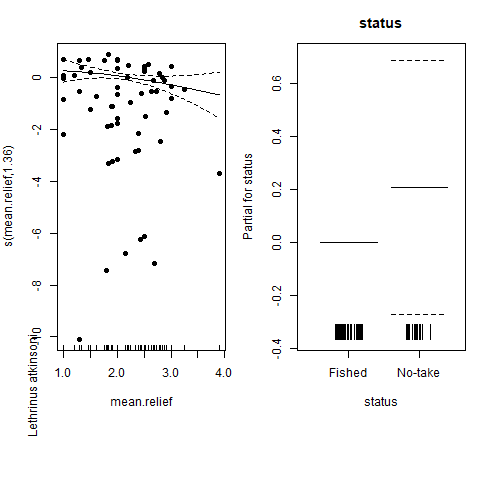 status
s(mean.relief,1.36)
0
-2
-4
-6
-8
-10
1.0
2.0
3.0
4.0
mean.relief
Lethrinus atkinsoni
Partial for status
0.6
0.4
0.2
0.0
-0.2
-0.4
Fished
No-take
status